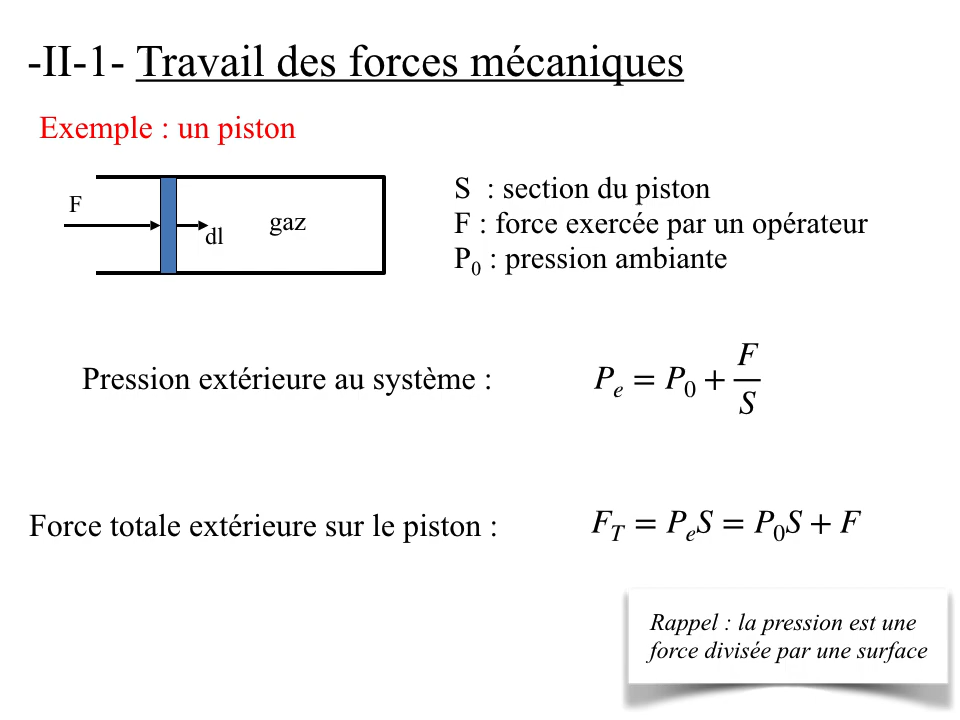 -II-1- Travail des forces mécaniques
Exemple : un piston
F
dl
gaz
S : section du piston
F : force exercée par un opérateur
P₀ : pression ambiante
Pression extérieure au système :
Pₑ = P₀ + F/S
Force totale extérieure sur le piston :
F_T = PₑS = P₀S + F
Rappel : la pression est une
force divisée par une surface